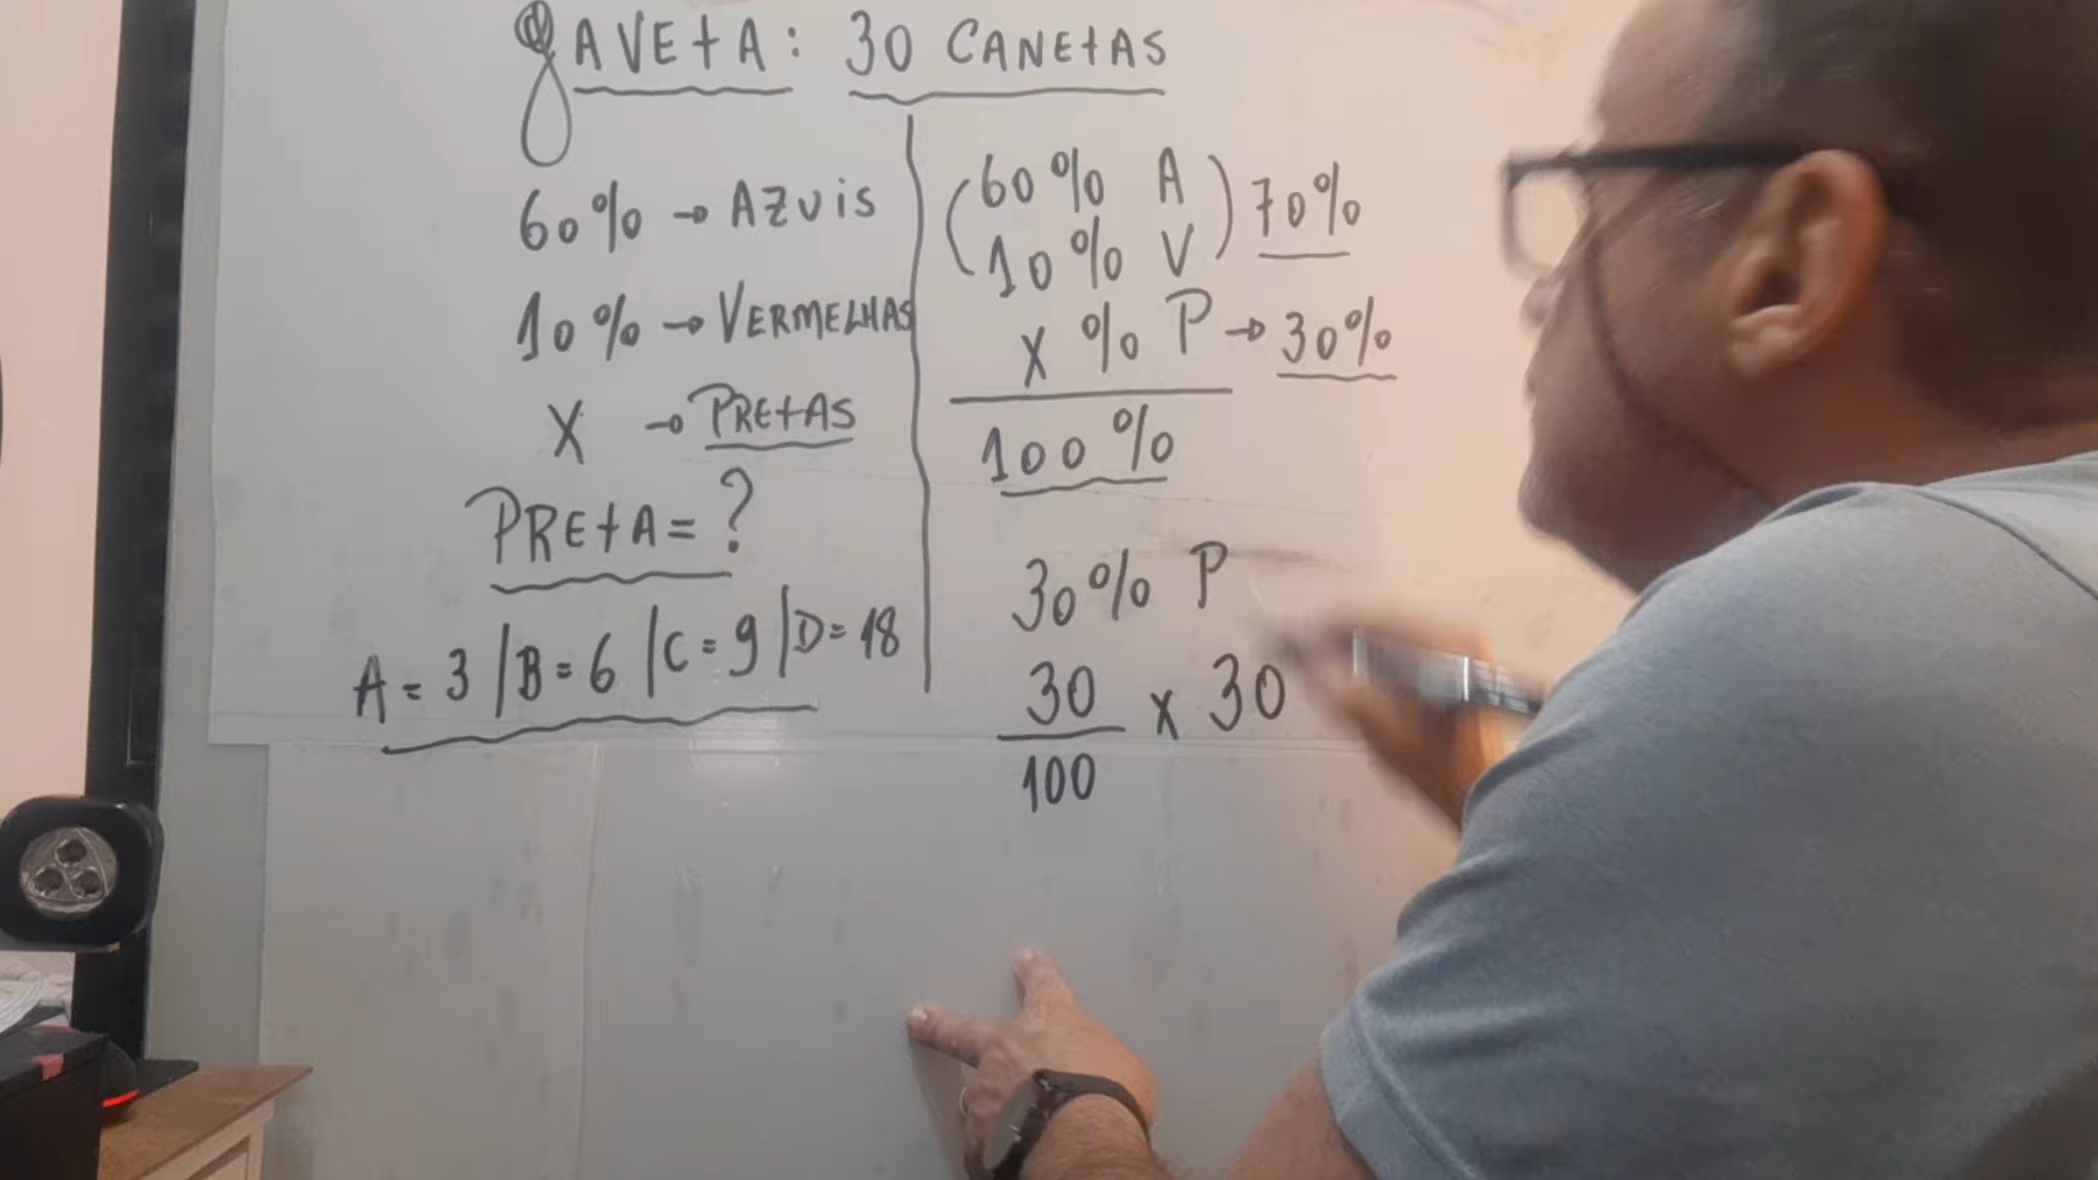 GAVETA: 30 CANETAS
60% → AZUIS
10% → VERMELHAS
X → PRETAS
PRETA = ?
A = 3 | B = 6 | C = 9 | D = 18
60% A
10% V
70%
X % P → 30%
100%
30% P
30
100
x 30